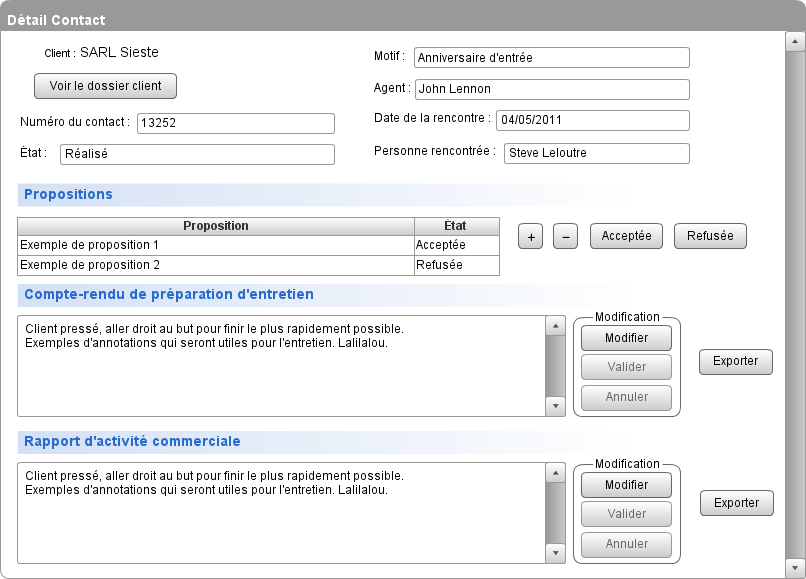 Détail Contact
Client : SARL Sieste
Voir le dossier client
Numéro du contact : 13252
État : Réalisé
Motif : Anniversaire d'entrée
Agent : John Lennon
Date de la rencontre : 04/05/2011
Personne rencontrée : Steve Leloutre
Propositions
Proposition État
Exemple de proposition 1 Acceptée
Exemple de proposition 2 Refusée
+ − Acceptée Refusée
Compte-rendu de préparation d'entretien
Client pressé, aller droit au but pour finir le plus rapidement possible.
Exemples d'annotations qui seront utiles pour l'entretien. Lalilalou.
Modification
Modifier
Valider
Annuler
Exporter
Rapport d'activité commerciale
Client pressé, aller droit au but pour finir le plus rapidement possible.
Exemples d'annotations qui seront utiles pour l'entretien. Lalilalou.
Modification
Modifier
Valider
Annuler
Exporter